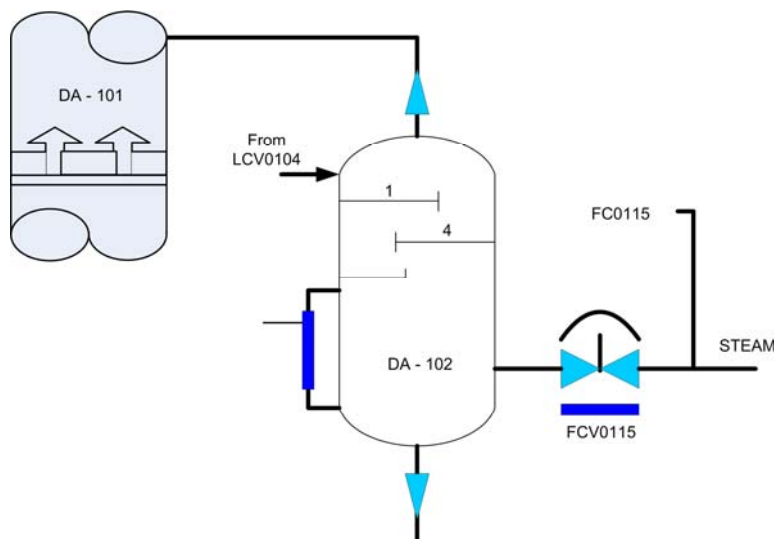 DA - 101
From
LCV0104
1
4
FC0115
STEAM
DA - 102
FCV0115